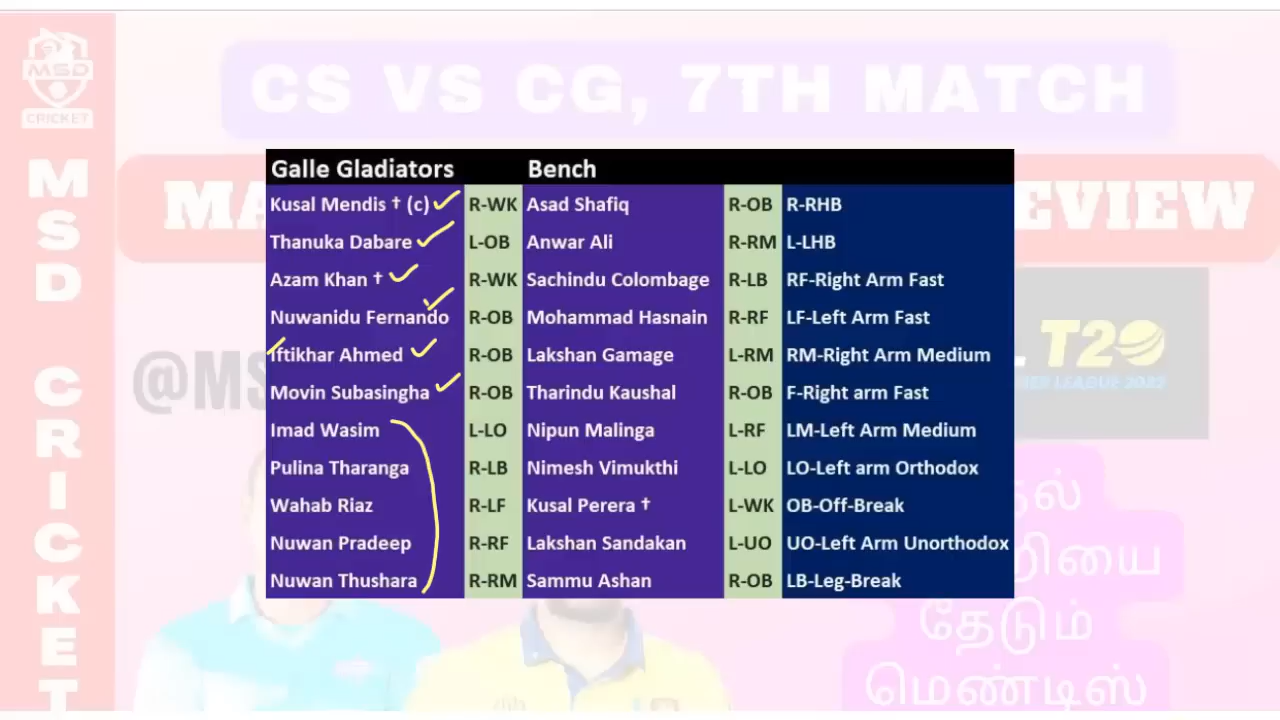 MSD
CRICKET
MSD CRICKET
CS VS CG, 7TH MATCH
MA
EVIEW
@MS
T20
Galle Gladiators Bench
Kusal Mendis † (c) R-WK Asad Shafiq R-OB R-RHB
Thanuka Dabare L-OB Anwar Ali R-RM L-LHB
Azam Khan † R-WK Sachindu Colombage R-LB RF-Right Arm Fast
Nuwanidu Fernando R-OB Mohammad Hasnain R-RF LF-Left Arm Fast
Iftikhar Ahmed R-OB Lakshan Gamage L-RM RM-Right Arm Medium
Movin Subasingha R-OB Tharindu Kaushal R-OB F-Right arm Fast
Imad Wasim L-LO Nipun Malinga L-RF LM-Left Arm Medium
Pulina Tharanga R-LB Nimesh Vimukthi L-LO LO-Left arm Orthodox
Wahab Riaz R-LF Kusal Perera † L-WK OB-Off-Break
Nuwan Pradeep R-RF Lakshan Sandakan L-UO UO-Left Arm Unorthodox
Nuwan Thushara R-RM Sammu Ashan R-OB LB-Leg-Break
தேடும்
மெண்டிஸ்